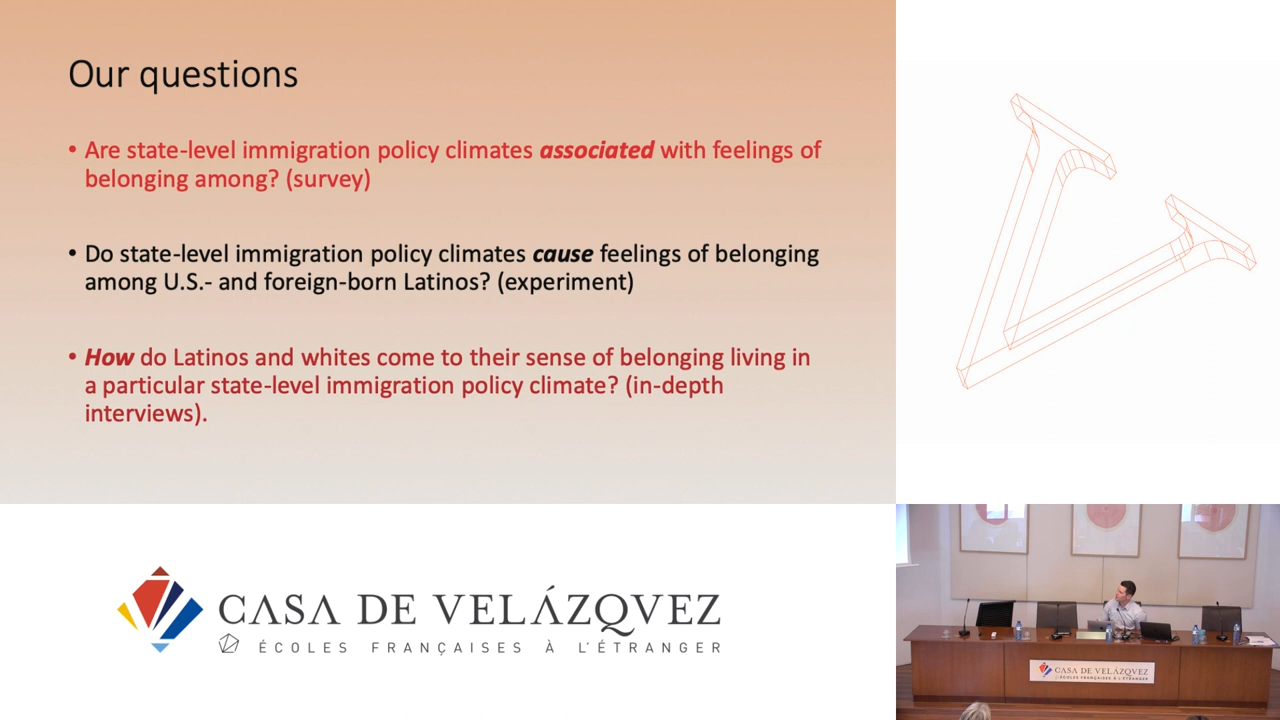 Our questions
• Are state-level immigration policy climates associated with feelings of
belonging among? (survey)
• Do state-level immigration policy climates cause feelings of belonging
among U.S.- and foreign-born Latinos? (experiment)
• How do Latinos and whites come to their sense of belonging living in
a particular state-level immigration policy climate? (in-depth
interviews).
CASA DE VELÁZQVEZ
ÉCOLES FRANÇAISES À L'ÉTRANGER
CASA DE VELÁZQVEZ
ÉCOLES FRANÇAISES À L'ÉTRANGER